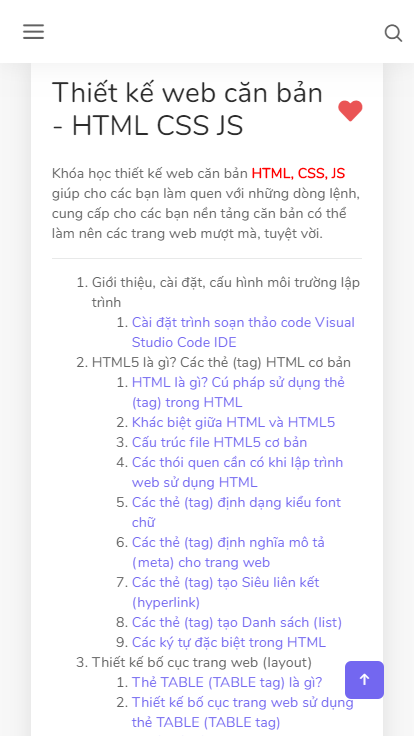 Thiết kế web căn bản
- HTML CSS JS
Khóa học thiết kế web căn bản HTML, CSS, JS
giúp cho các bạn làm quen với những dòng lệnh,
cung cấp cho các bạn nền tảng căn bản có thể
làm nên các trang web mượt mà, tuyệt vời.
1. Giới thiệu, cài đặt, cấu hình môi trường lập
trình
1. Cài đặt trình soạn thảo code Visual
Studio Code IDE
2. HTML5 là gì? Các thẻ (tag) HTML cơ bản
1. HTML là gì? Cú pháp sử dụng thẻ
(tag) trong HTML
2. Khác biệt giữa HTML và HTML5
3. Cấu trúc file HTML5 cơ bản
4. Các thói quen cần có khi lập trình
web sử dụng HTML
5. Các thẻ (tag) định dạng kiểu font
chữ
6. Các thẻ (tag) định nghĩa mô tả
(meta) cho trang web
7. Các thẻ (tag) tạo Siêu liên kết
(hyperlink)
8. Các thẻ (tag) tạo Danh sách (list)
9. Các ký tự đặc biệt trong HTML
3. Thiết kế bố cục trang web (layout)
1. Thẻ TABLE (TABLE tag) là gì?
2. Thiết kế bố cục trang web sử dụng
thẻ TABLE (TABLE tag)